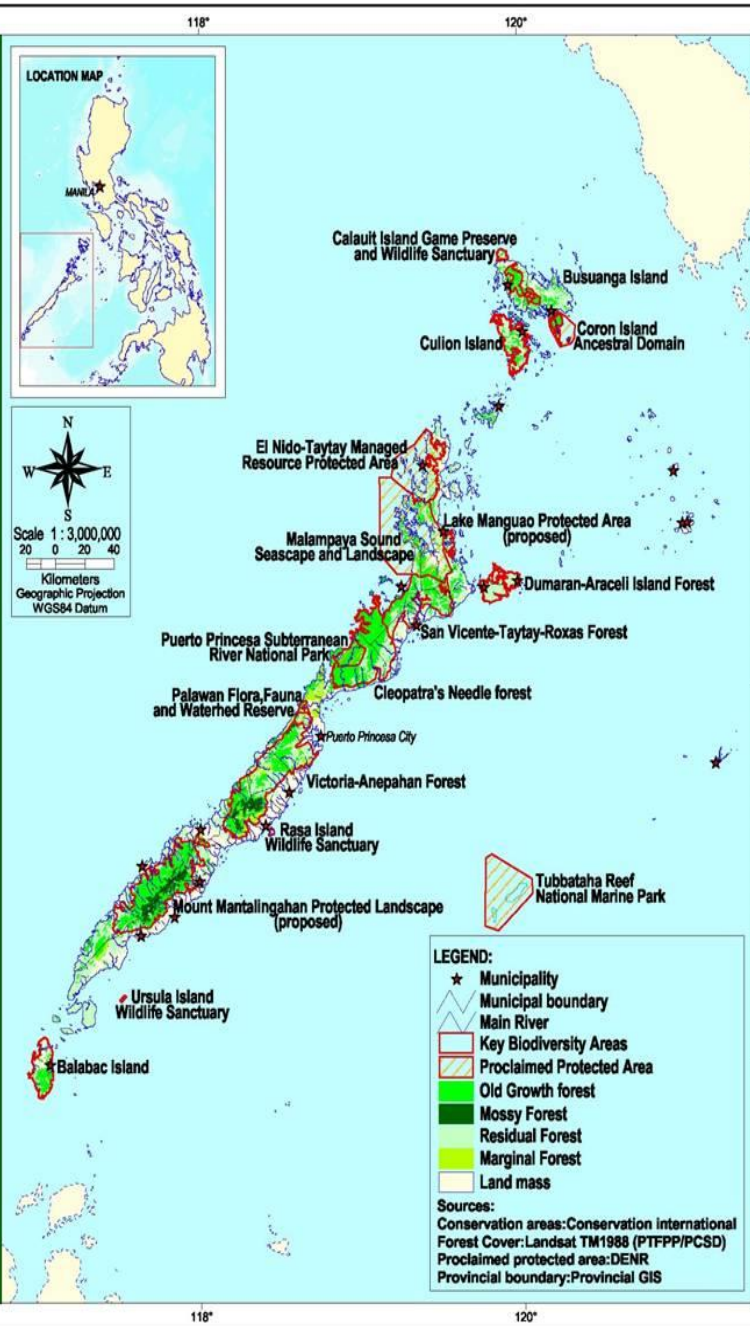 118°
120°
LOCATION MAP
MANILA
Calauit Island Game Preserve
and Wildlife Sanctuary
Busuanga Island
Culion Island
Coron Island
Ancestral Domain
N
W
E
S
Scale 1 : 3,000,000
20 0 20 40
Kilometers
Geographic Projection
WGS84 Datum
El Nido-Taytay Managed
Resource Protected Area
Lake Manguao Protected Area
(proposed)
Malampaya Sound
Seascape and Landscape
Dumaran-Araceli Island Forest
San Vicente-Taytay-Roxas Forest
Puerto Princesa Subterranean
River National Park
Cleopatra's Needle forest
Palawan Flora,Fauna
and Waterhed Reserve
Puerto Princesa City
Victoria-Anepahan Forest
Rasa Island
Wildlife Sanctuary
Tubbataha Reef
National Marine Park
Mount Mantalingahan Protected Landscape
(proposed)
Ursula Island
Wildlife Sanctuary
Balabac Island
LEGEND:
Municipality
Municipal boundary
Main River
Key Biodiversity Areas
Proclaimed Protected Area
Old Growth forest
Mossy Forest
Residual Forest
Marginal Forest
Land mass
Sources:
Conservation areas:Conservation international
Forest Cover:Landsat TM1988 (PTFPP/PCSD)
Proclaimed protected area:DENR
Provincial boundary:Provincial GIS
118°
120°